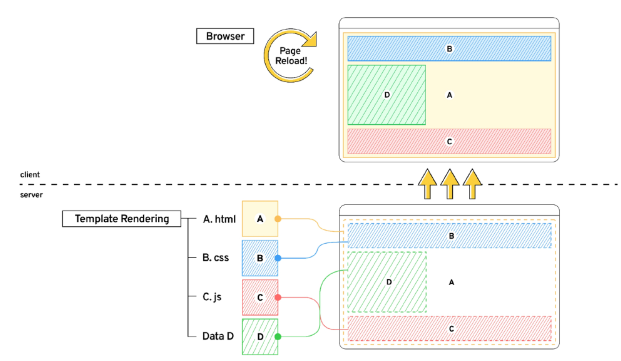 Browser
Page
Reload!
B
D
A
C
client
server
Template Rendering
A. html
A
B. css
B
C. js
C
Data D
D
B
D
A
C